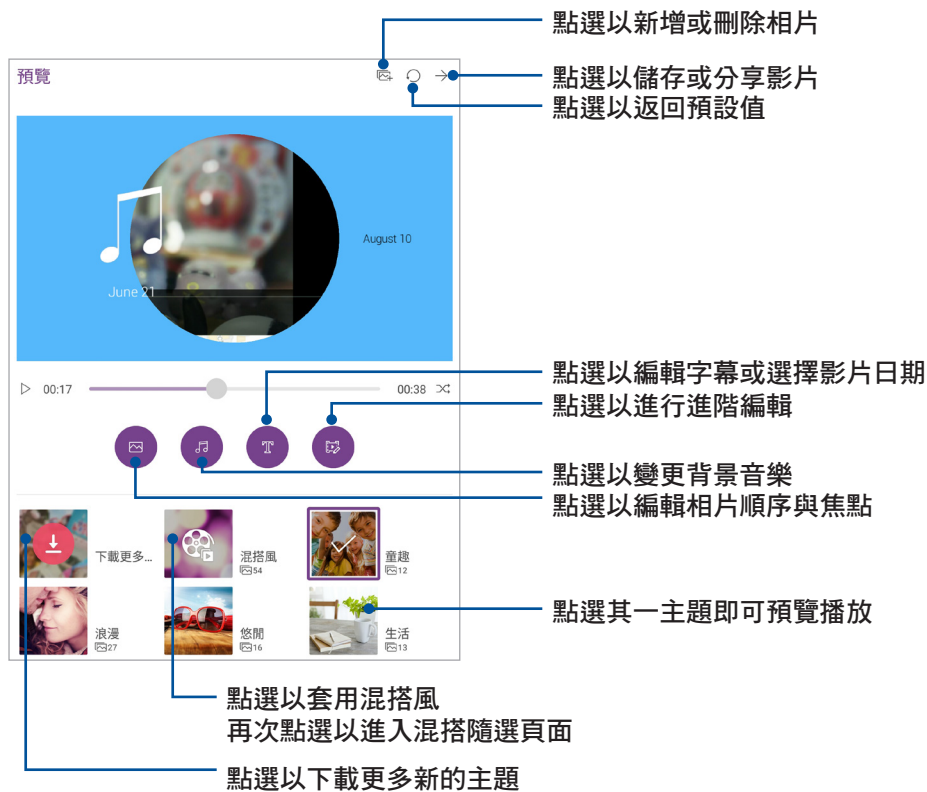 點選以新增或刪除相片
預覽
點選以儲存或分享影片
點選以返回預設值
August 10
June 21
00:17
00:38
點選以編輯字幕或選擇影片日期
點選以進行進階編輯
點選以變更背景音樂
點選以編輯相片順序與焦點
下載更多...
混搭風
54
童趣
12
點選其一主題即可預覽播放
浪漫
27
悠閒
16
生活
13
點選以套用混搭風
再次點選以進入混搭隨選頁面
點選以下載更多新的主題